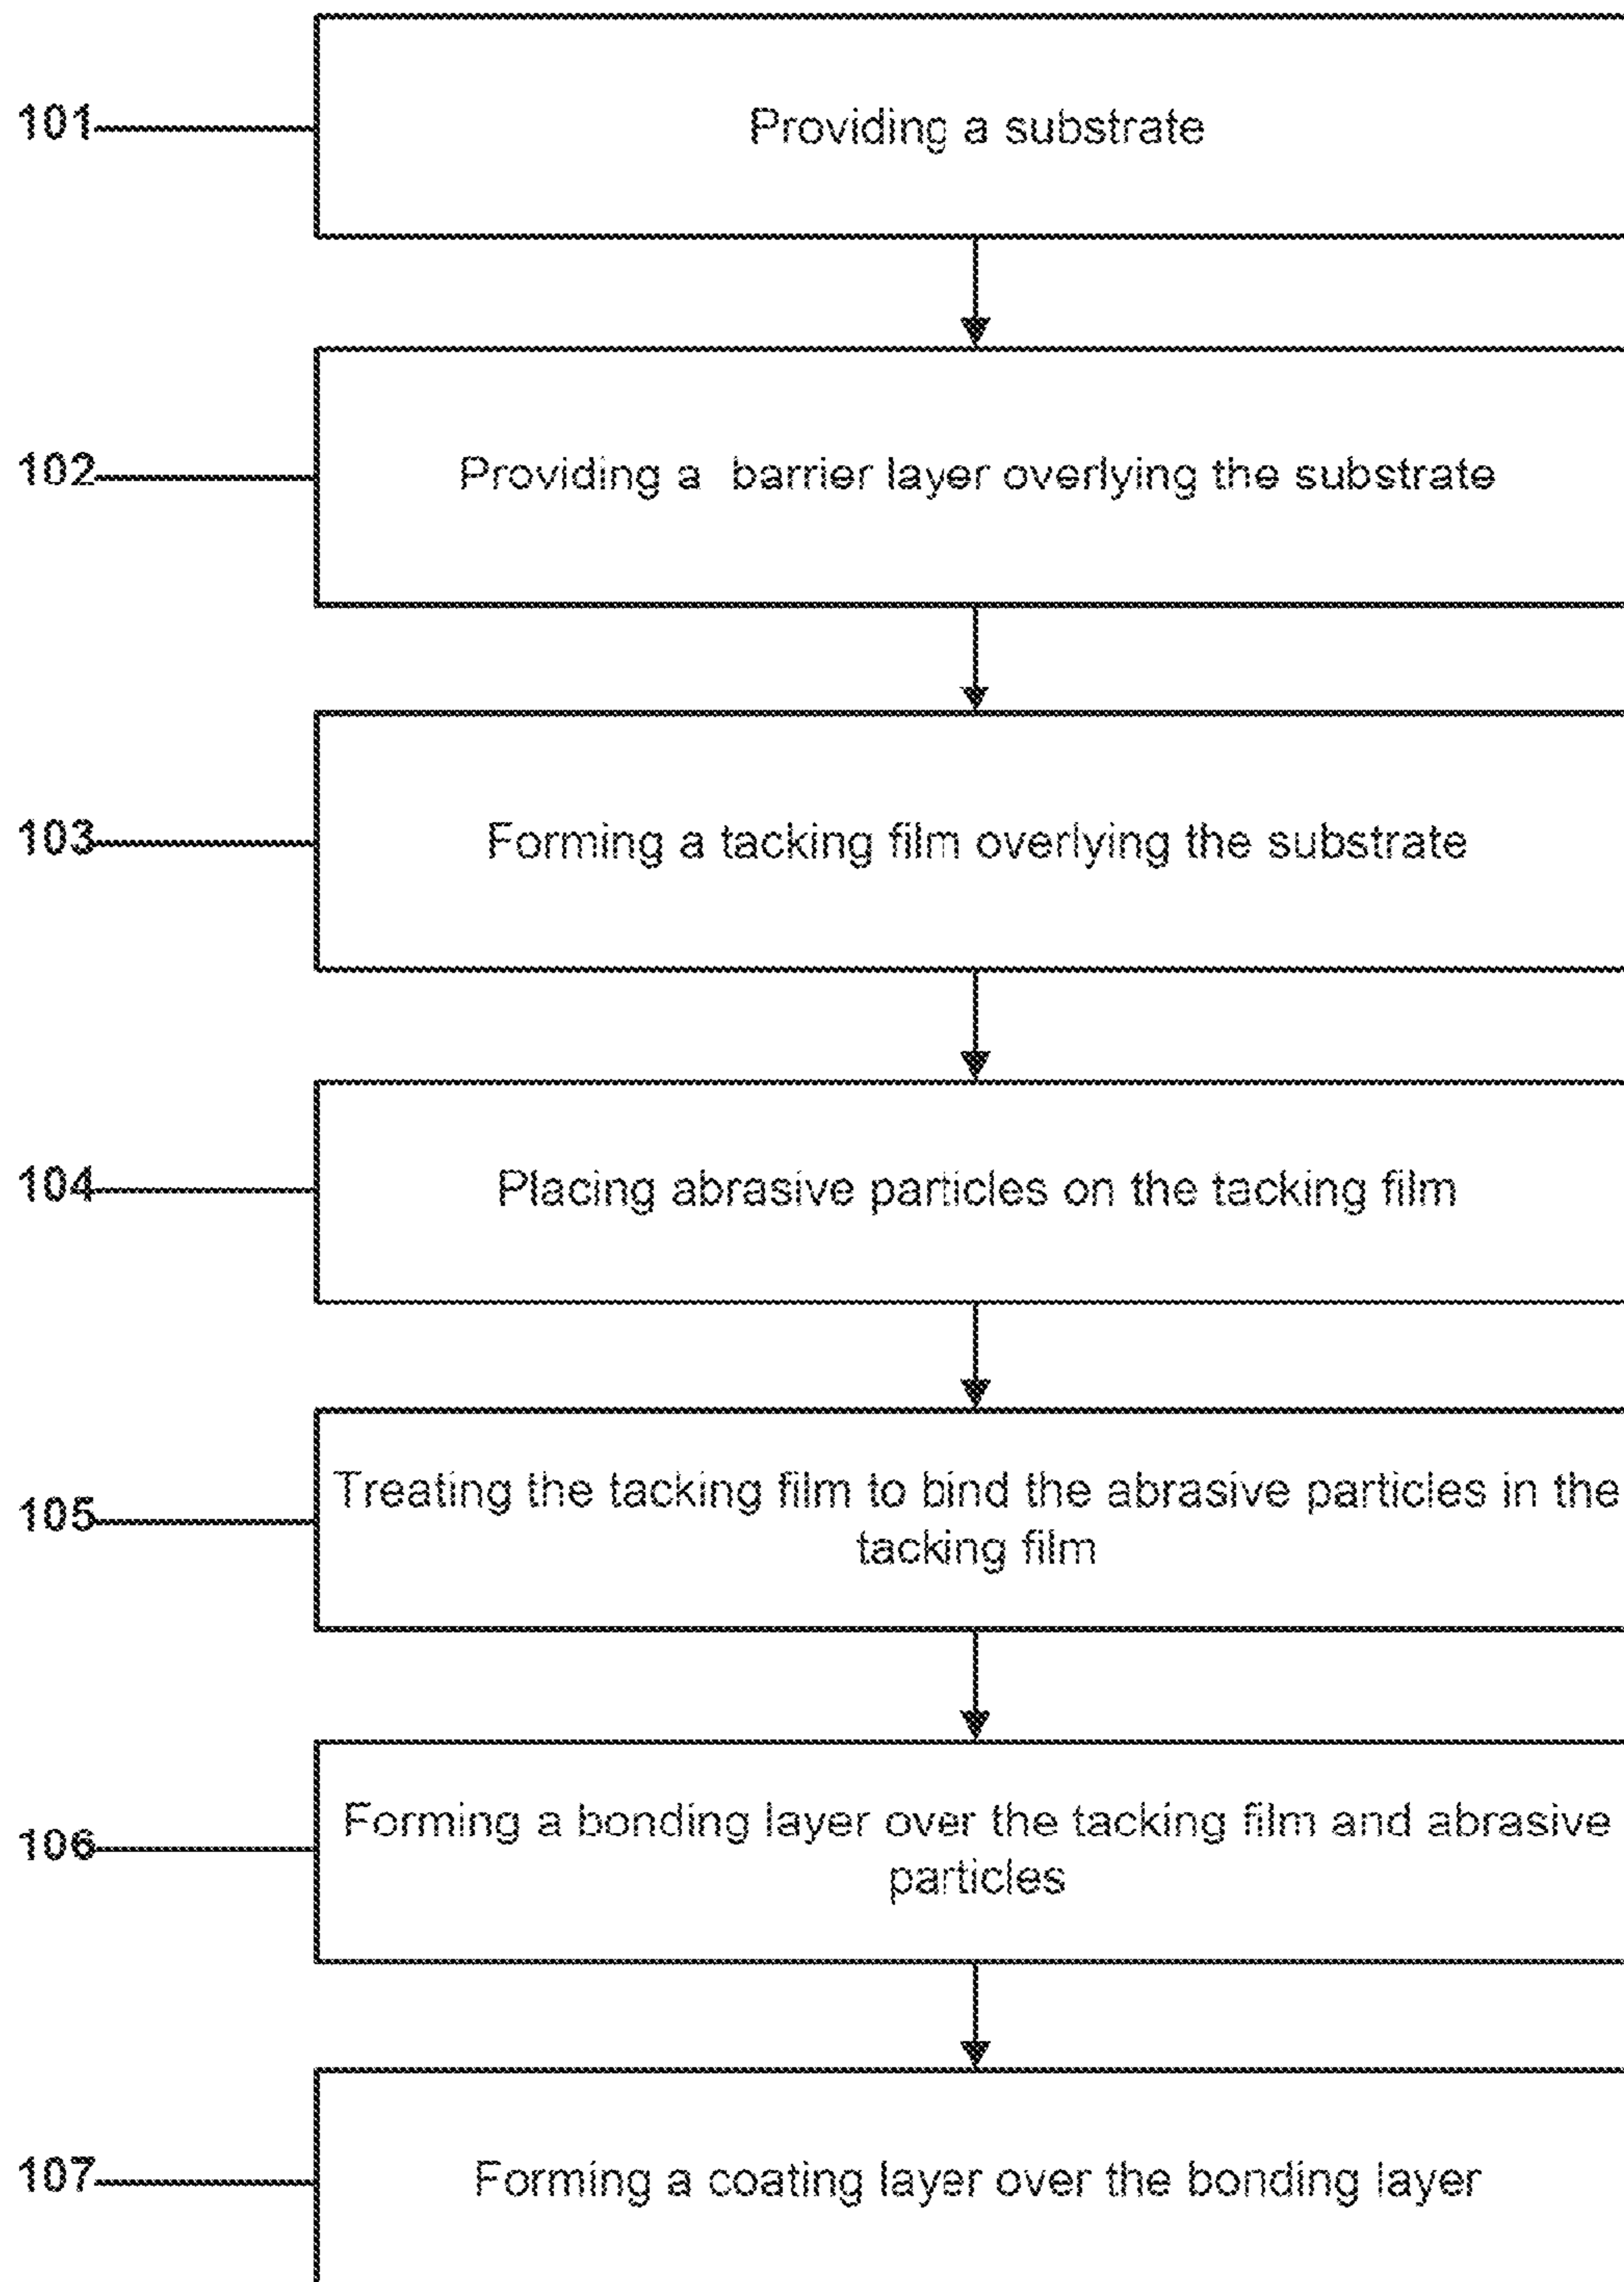 101
Providing a substrate
102
Providing a barrier layer overlying the substrate
103
Forming a tacking film overlying the substrate
104
Placing abrasive particles on the tacking film
105
Treating the tacking film to bind the abrasive particles in the
tacking film
106
Forming a bonding layer over the tacking film and abrasive
particles
107
Forming a coating layer over the bonding layer